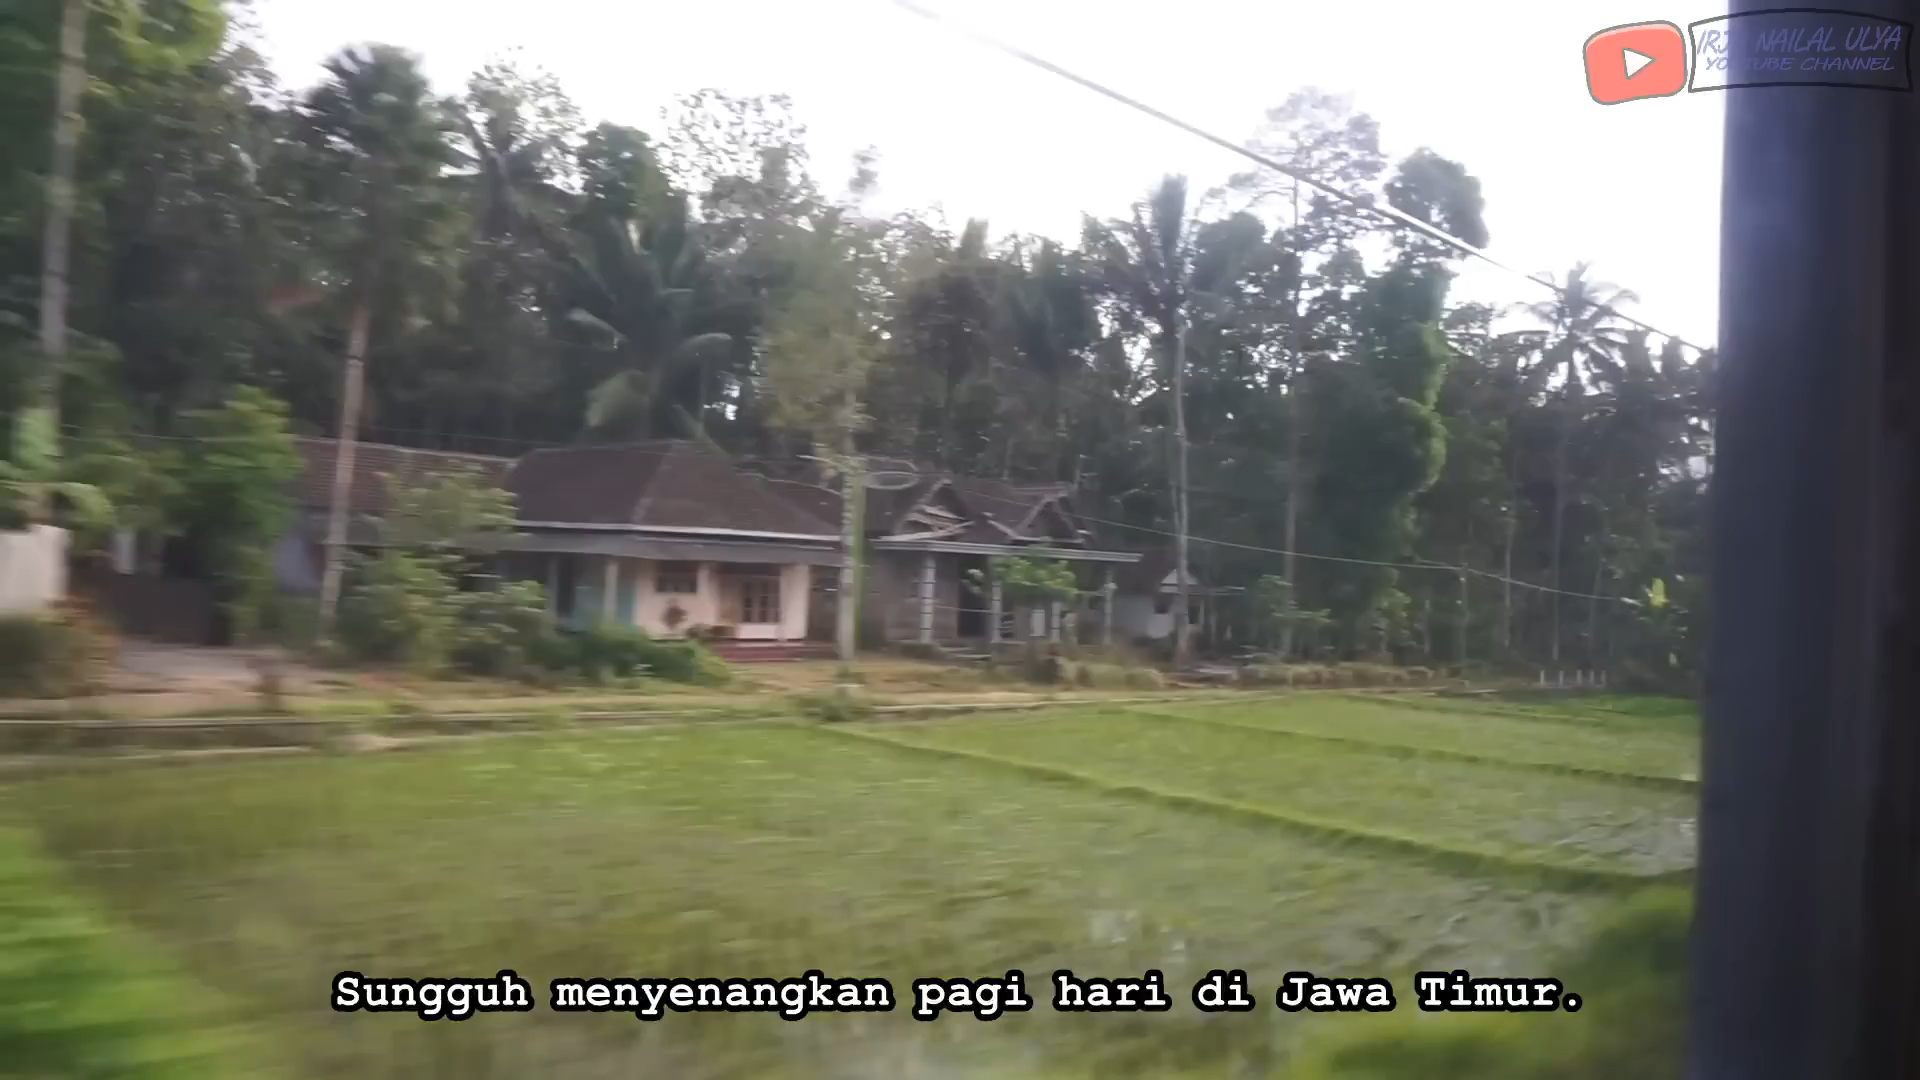 NAILAL ULYA
YOUTUBE CHANNEL
Sungguh menyenangkan pagi hari di Jawa Timur.